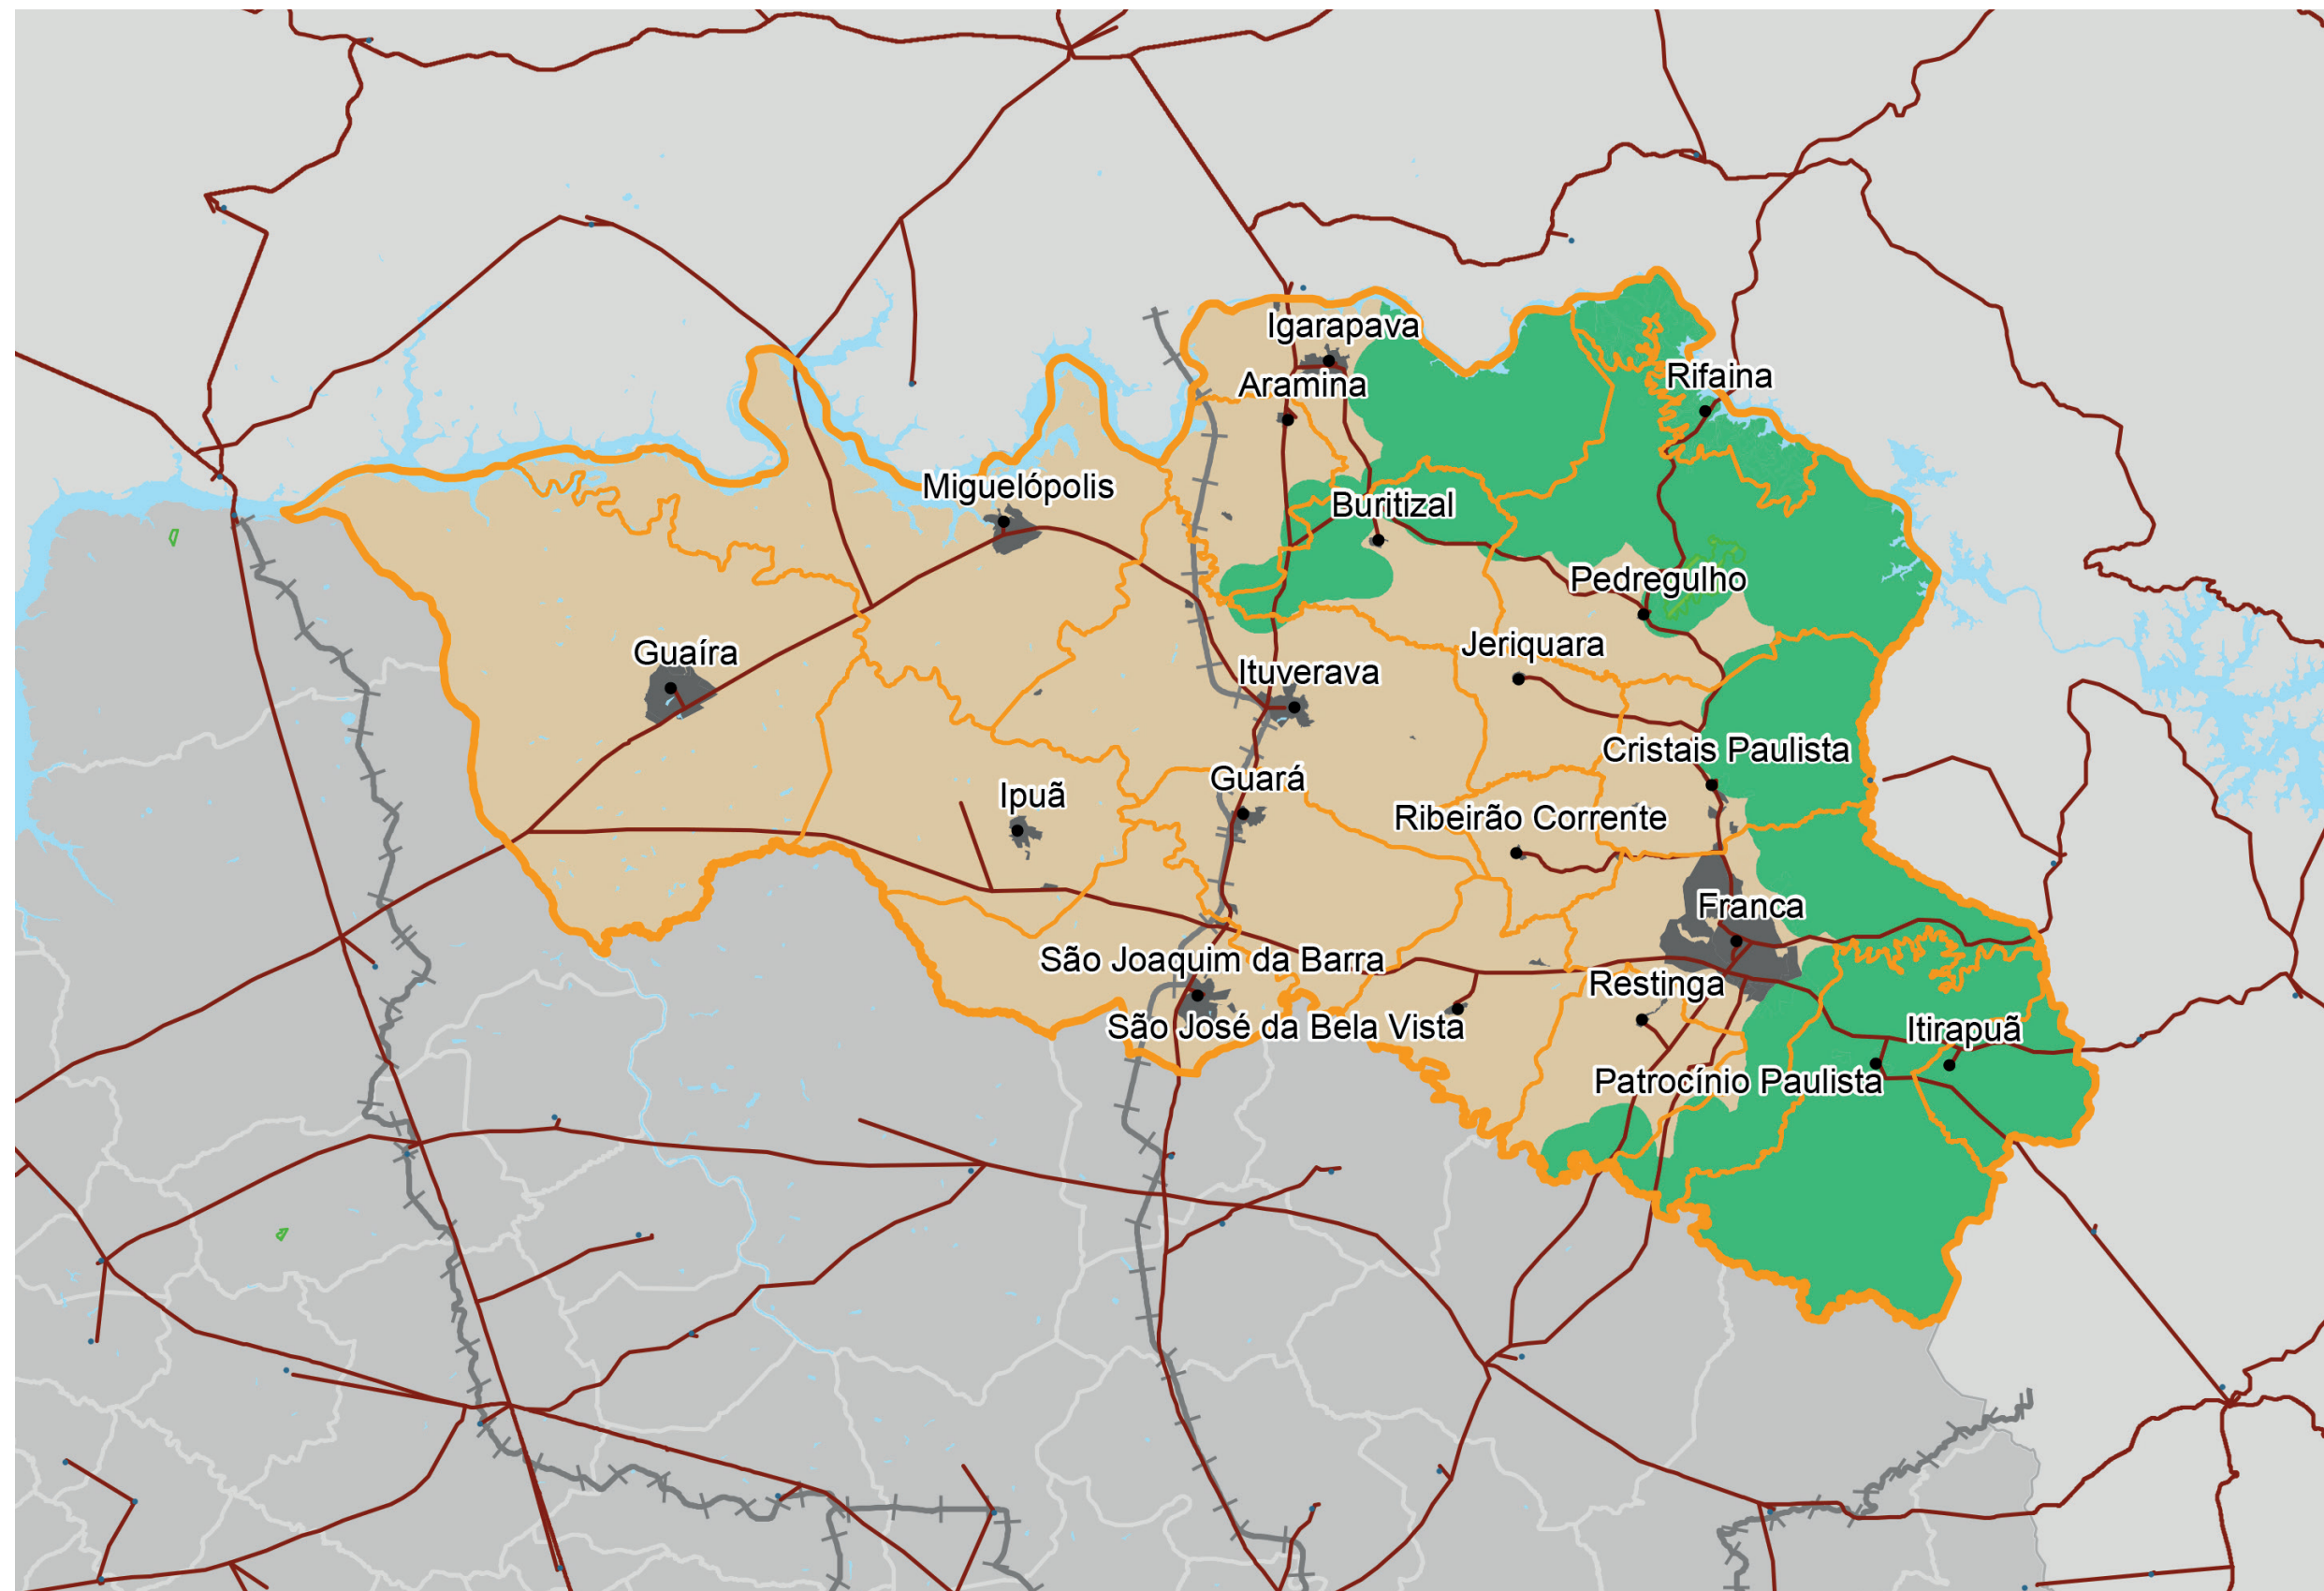 Igarapava
Rifaina
Aramina
Miguelópolis
Buritizal
Pedregulho
Guaíra
Jeriquara
Ituverava
Cristais Paulista
Guará
Ipuã
Ribeirão Corrente
Franca
São Joaquim da Barra
Restinga
São José da Bela Vista
Itirapuã
Patrocínio Paulista